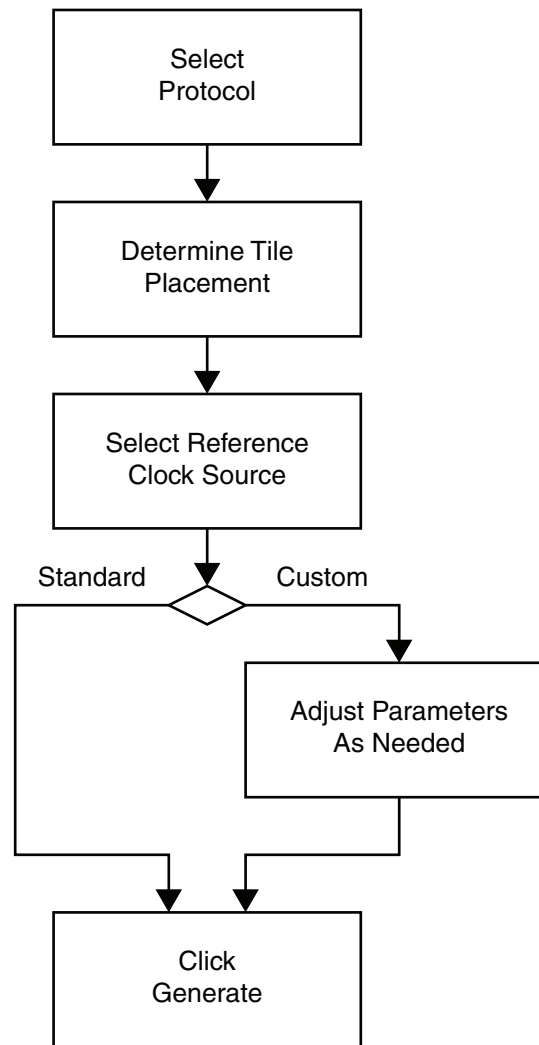 Select
Protocol
Determine Tile
Placement
Select Reference
Clock Source
Standard
Custom
Adjust Parameters
As Needed
Click
Generate